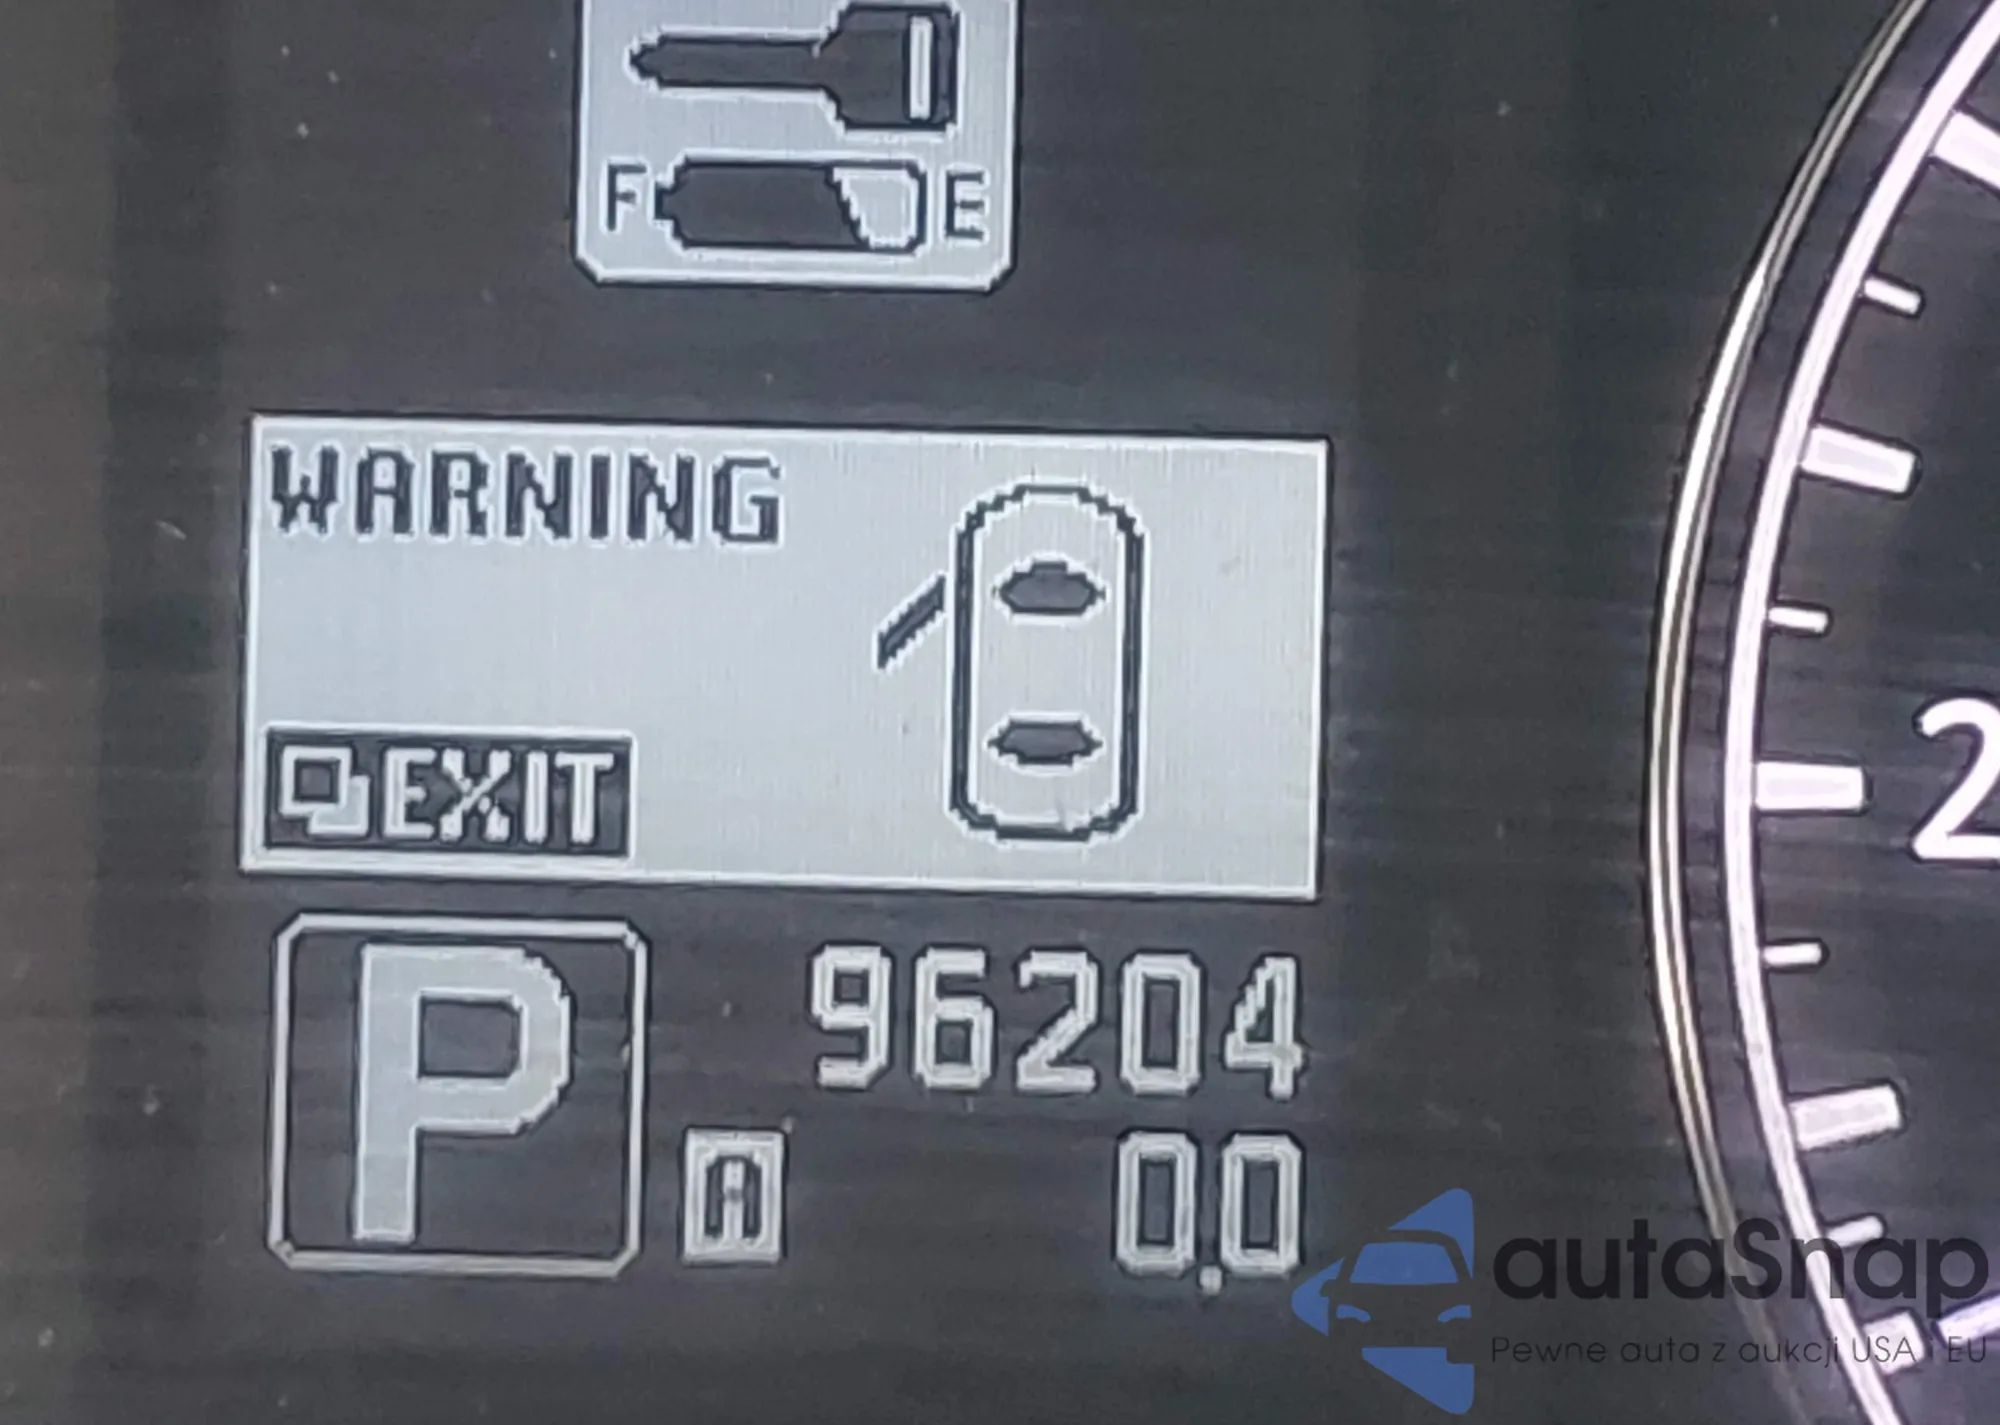 F E
WARNING
EXIT
2
P
96204
A
0.0
autaSnap
Pewne auta z aukcji USA i EU